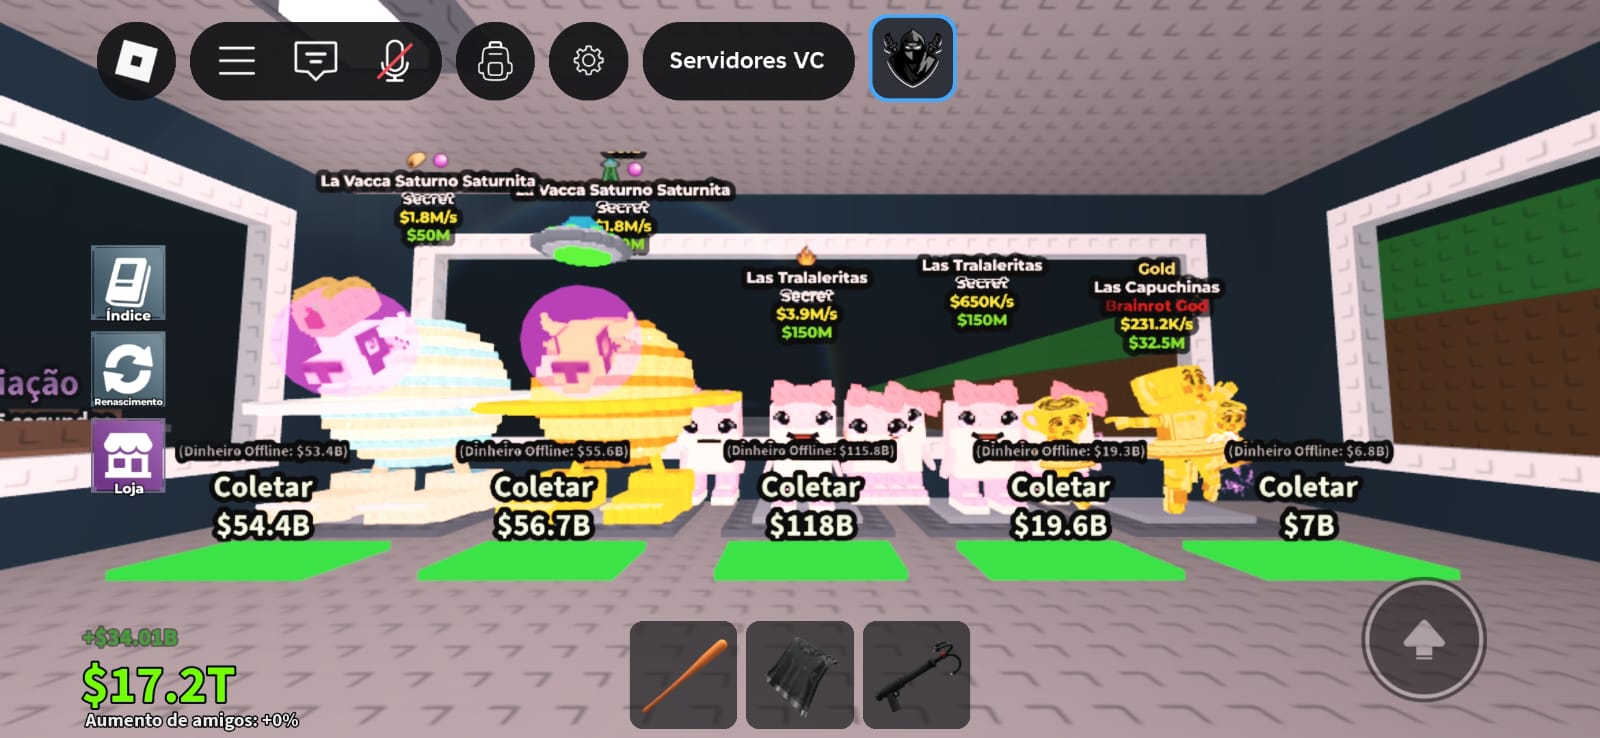 Servidores VC
La Vacca Saturno Saturnita
Secret
$1.8M/s
$50M
Vacca Saturno Saturnita
Secret
$1.8M/s
Las Tralaleritas
Secret
$3.9M/s
$150M
Las Tralaleritas
Secret
$650K/s
$150M
Gold
Las Capuchinas
Brainrot God
$231.2K/s
$32.5M
Índice
Renascimento
Loja
iação
(Dinheiro Offline: $53.4B)
Coletar
$54.4B
(Dinheiro Offline: $55.6B)
Coletar
$56.7B
(Dinheiro Offline: $115.8B)
Coletar
$118B
(Dinheiro Offline: $19.3B)
Coletar
$19.6B
(Dinheiro Offline: $6.8B)
Coletar
$7B
+$34.01B
$17.2T
Aumento de amigos: +0%